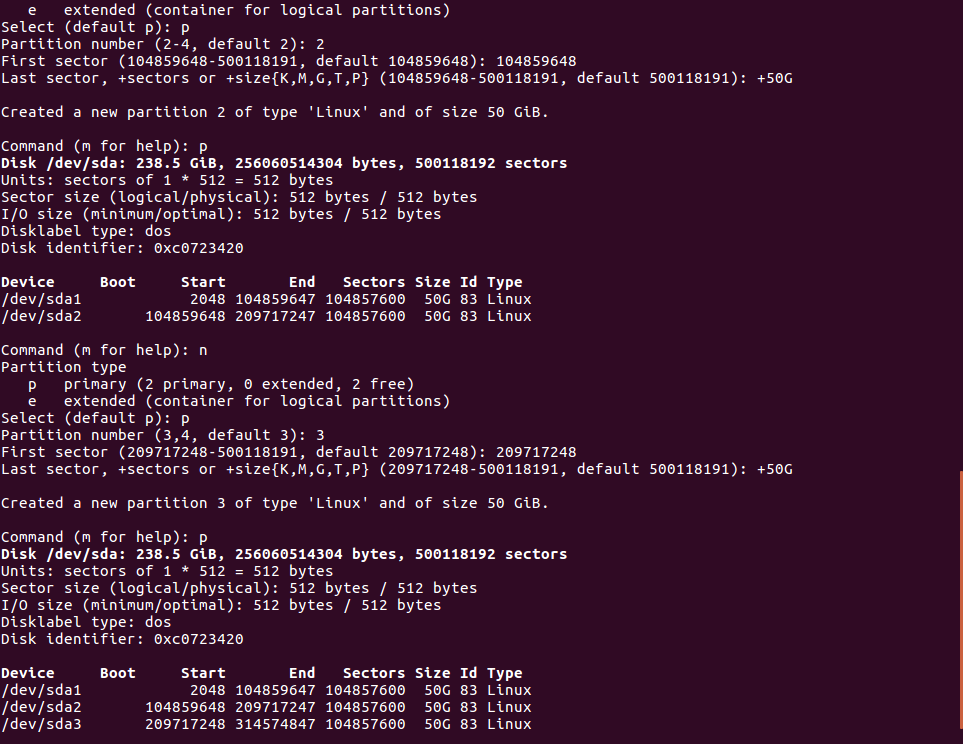 e   extended (container for logical partitions)
Select (default p): p
Partition number (2-4, default 2): 2
First sector (104859648-500118191, default 104859648): 104859648
Last sector, +sectors or +size{K,M,G,T,P} (104859648-500118191, default 500118191): +50G
Created a new partition 2 of type 'Linux' and of size 50 GiB.
Command (m for help): p
Disk /dev/sda: 238.5 GiB, 256060514304 bytes, 500118192 sectors
Units: sectors of 1 * 512 = 512 bytes
Sector size (logical/physical): 512 bytes / 512 bytes
I/O size (minimum/optimal): 512 bytes / 512 bytes
Disklabel type: dos
Disk identifier: 0xc0723420
Device     Boot     Start       End   Sectors Size Id Type
/dev/sda1            2048 104859647 104857600  50G 83 Linux
/dev/sda2       104859648 209717247 104857600  50G 83 Linux
Command (m for help): n
Partition type
p   primary (2 primary, 0 extended, 2 free)
e   extended (container for logical partitions)
Select (default p): p
Partition number (3,4, default 3): 3
First sector (209717248-500118191, default 209717248): 209717248
Last sector, +sectors or +size{K,M,G,T,P} (209717248-500118191, default 500118191): +50G
Created a new partition 3 of type 'Linux' and of size 50 GiB.
Command (m for help): p
Disk /dev/sda: 238.5 GiB, 256060514304 bytes, 500118192 sectors
Units: sectors of 1 * 512 = 512 bytes
Sector size (logical/physical): 512 bytes / 512 bytes
I/O size (minimum/optimal): 512 bytes / 512 bytes
Disklabel type: dos
Disk identifier: 0xc0723420
Device     Boot     Start       End   Sectors Size Id Type
/dev/sda1            2048 104859647 104857600  50G 83 Linux
/dev/sda2       104859648 209717247 104857600  50G 83 Linux
/dev/sda3       209717248 314574847 104857600  50G 83 Linux